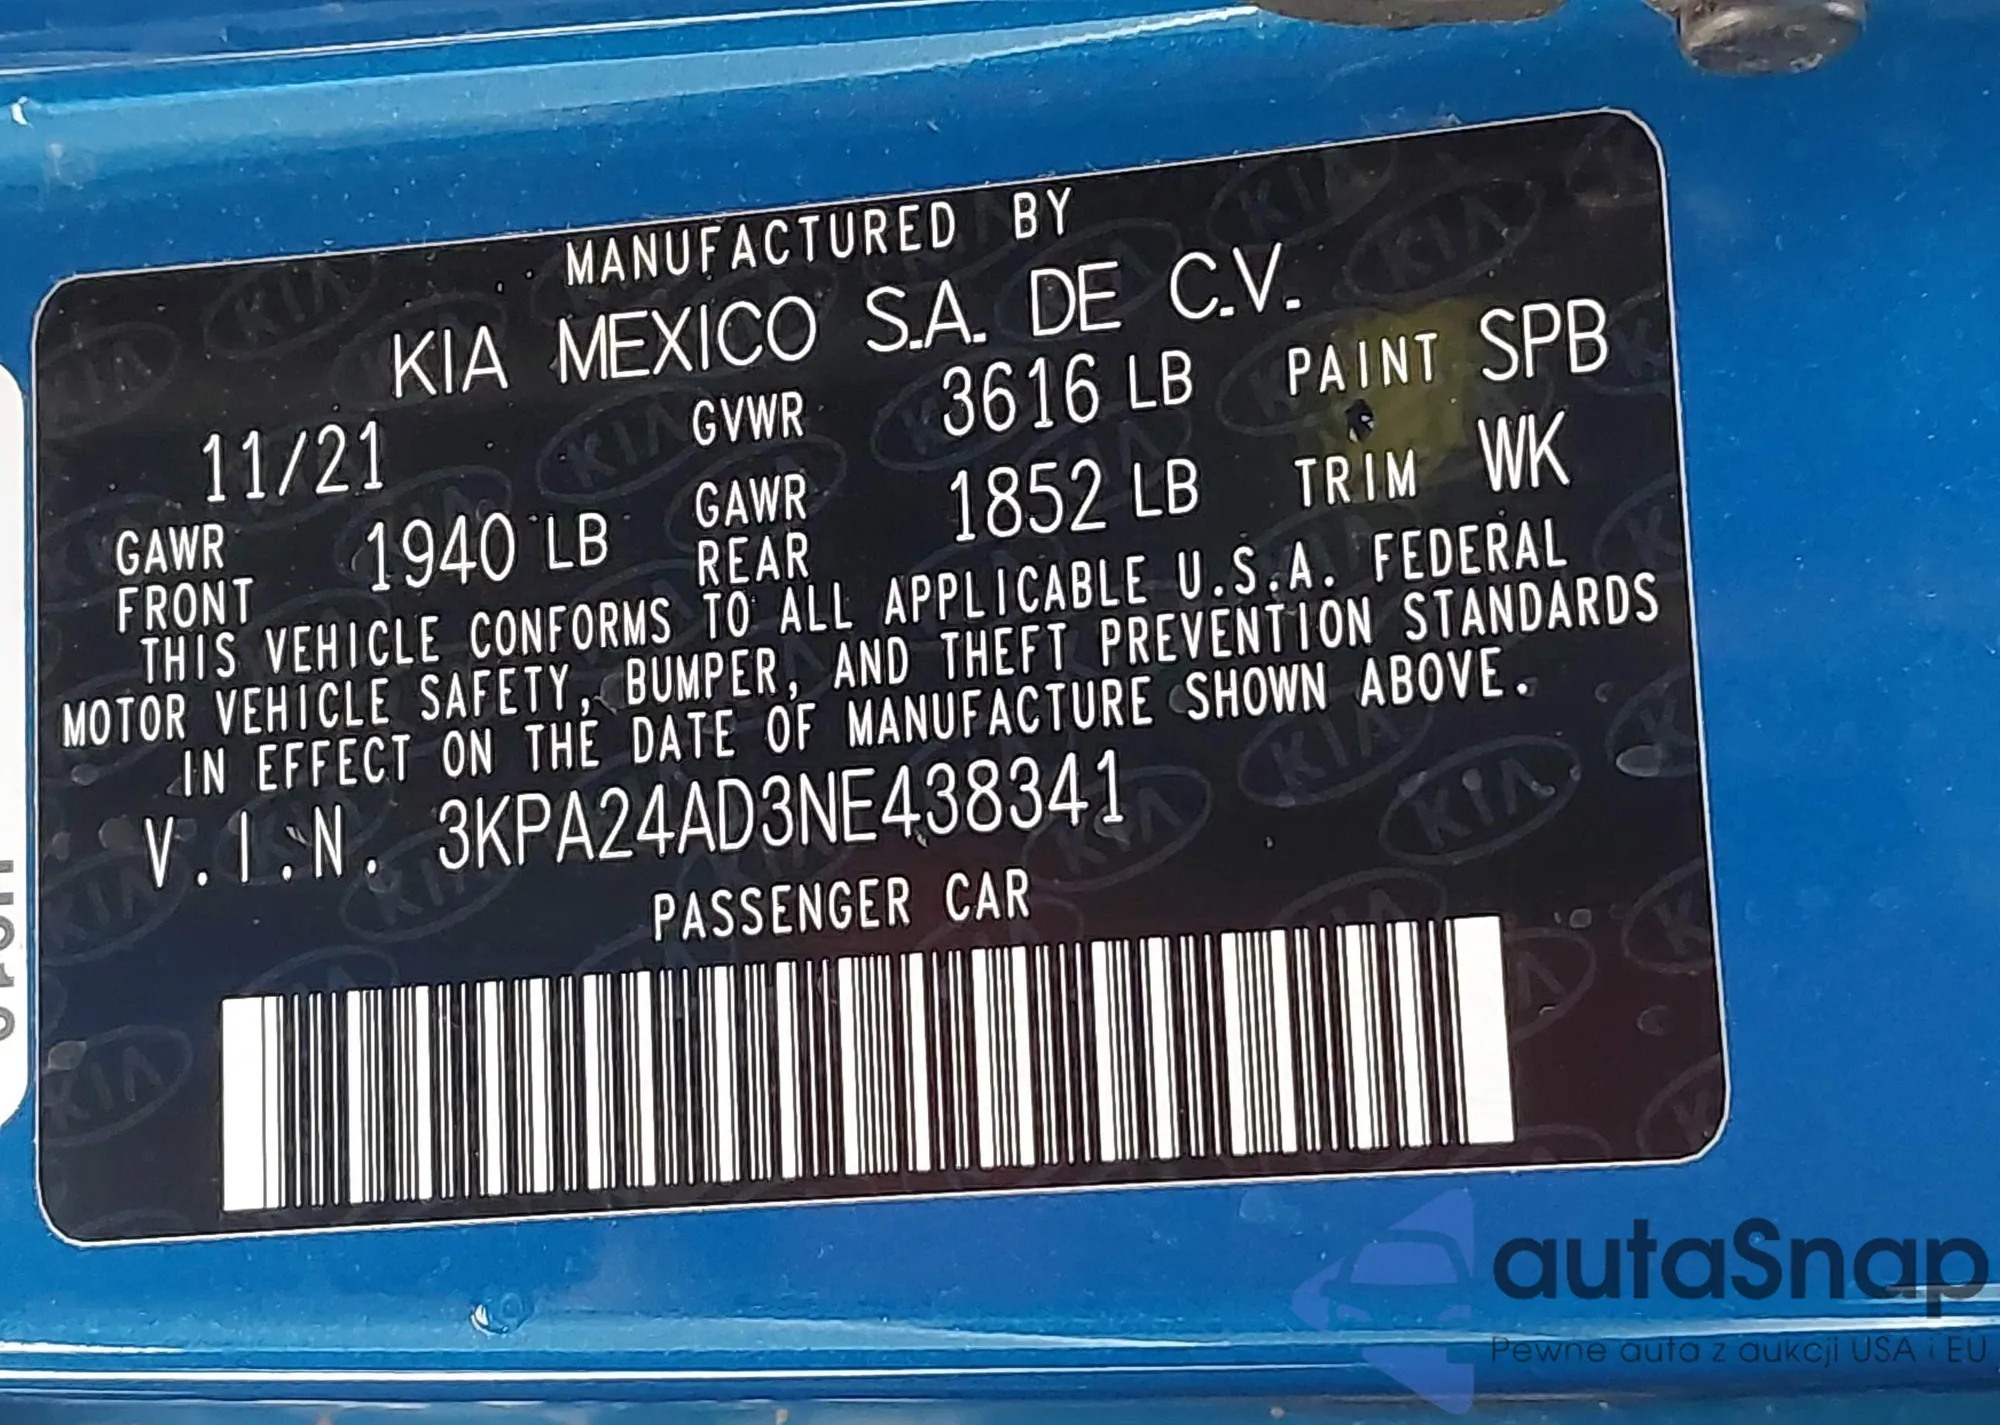 MANUFACTURED BY
KIA MEXICO S.A. DE C.V.
11/21 GVWR 3616 LB PAINT SPB
GAWR FRONT 1940 LB GAWR REAR 1852 LB TRIM WK
THIS VEHICLE CONFORMS TO ALL APPLICABLE U.S.A. FEDERAL
MOTOR VEHICLE SAFETY, BUMPER, AND THEFT PREVENTION STANDARDS
IN EFFECT ON THE DATE OF MANUFACTURE SHOWN ABOVE.
V.I.N. 3KPA24AD3NE438341
PASSENGER CAR
autaSnap
Pewne auta z aukcji USA i EU